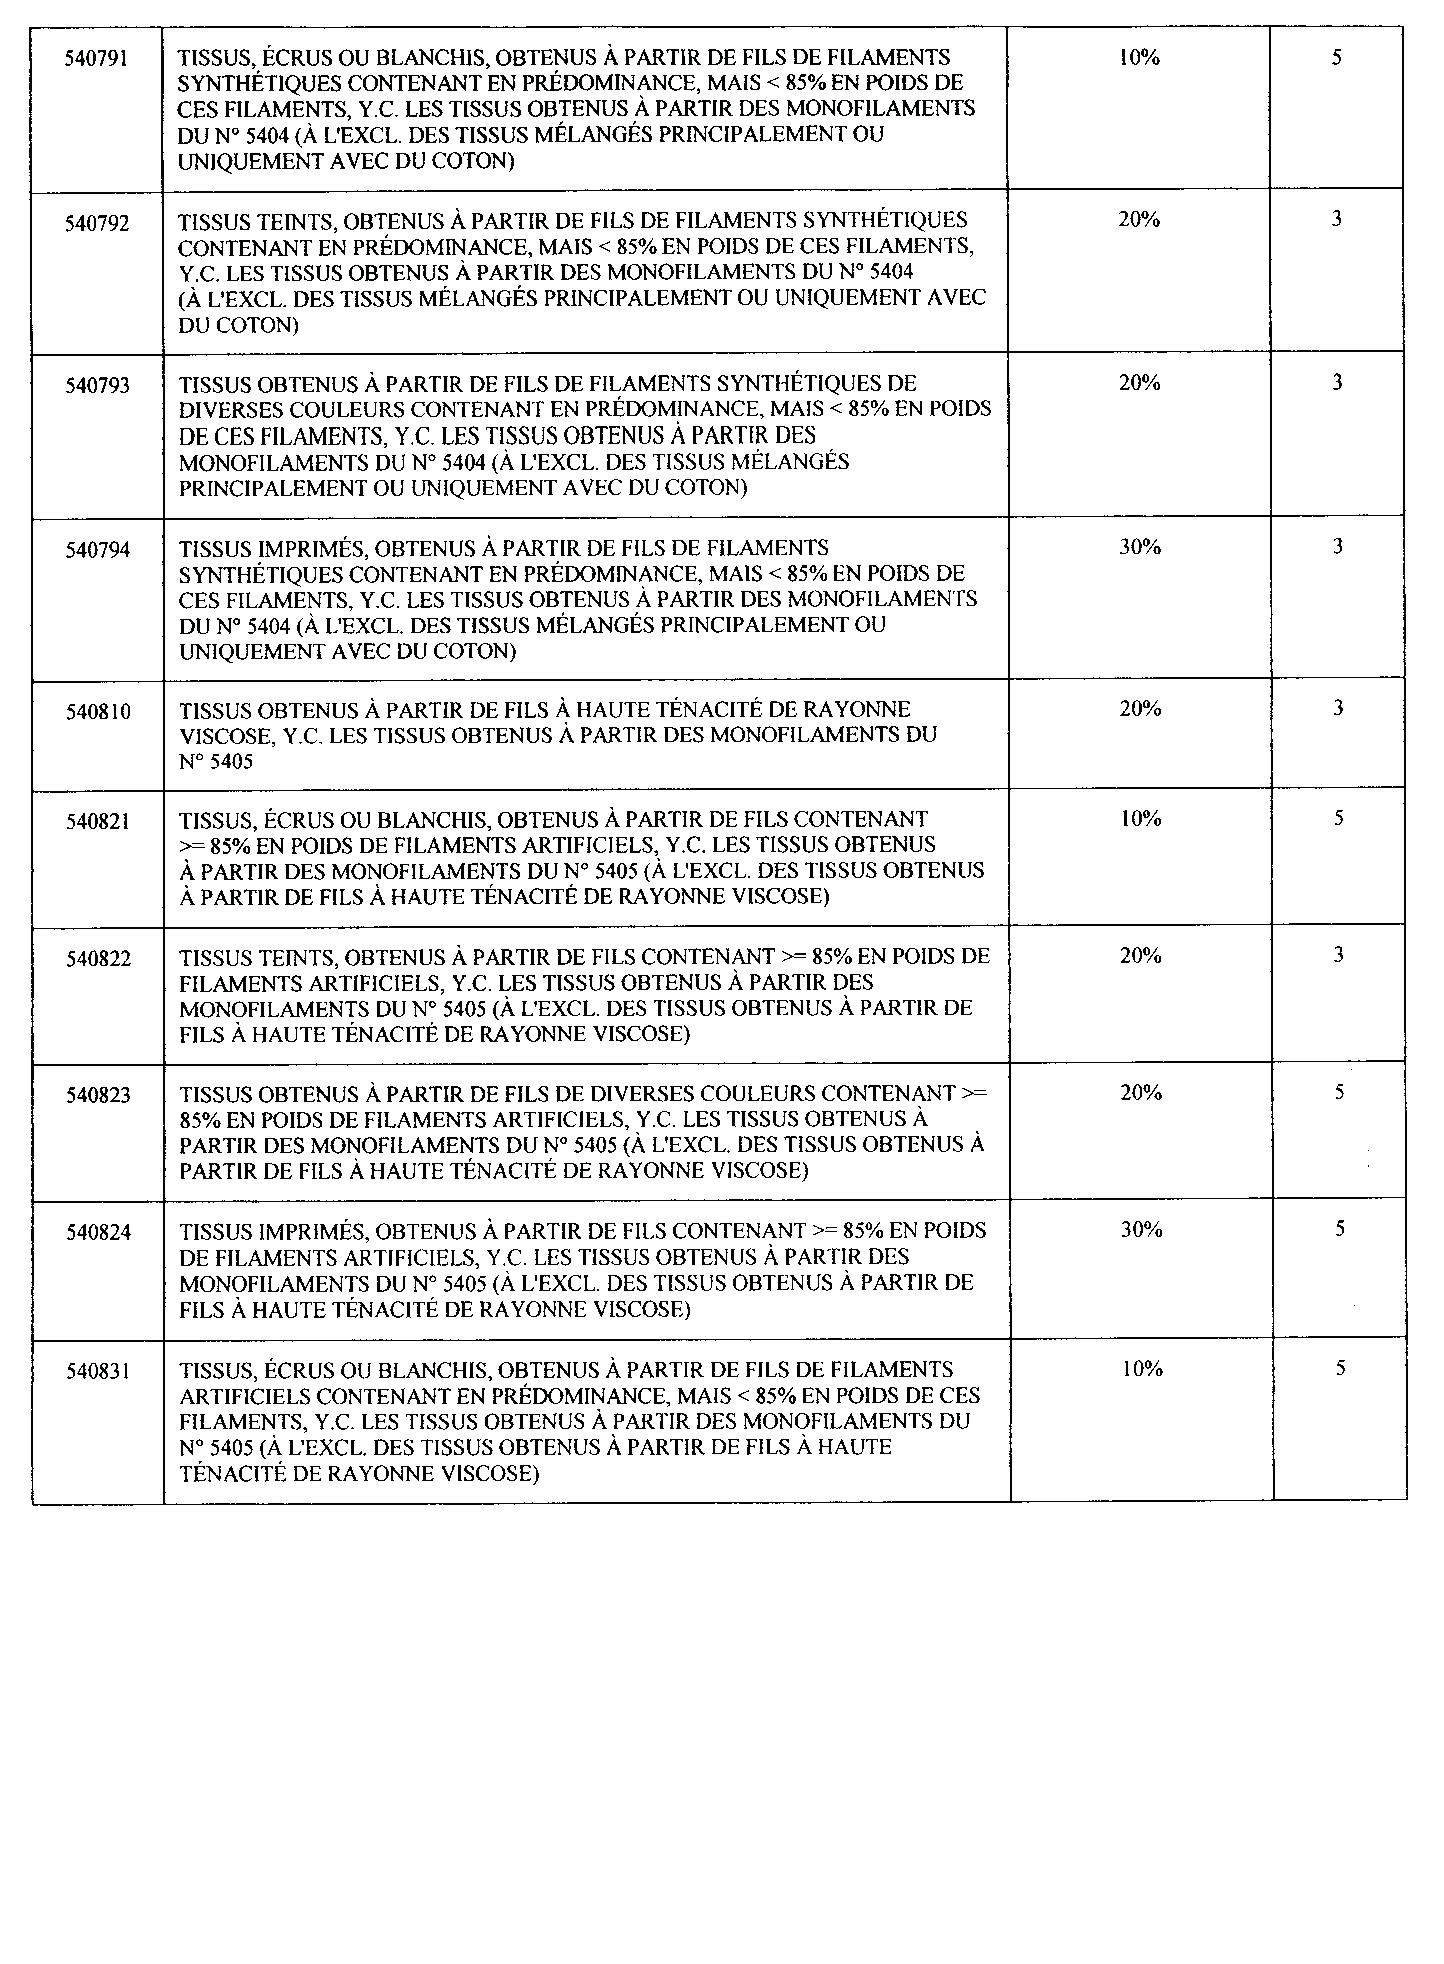 540791 TISSUS, ÉCRUS OU BLANCHIS, OBTENUS À PARTIR DE FILS DE FILAMENTS 10% 5
SYNTHÉTIQUES CONTENANT EN PRÉDOMINANCE, MAIS < 85% EN POIDS DE
CES FILAMENTS, Y.C. LES TISSUS OBTENUS À PARTIR DES MONOFILAMENTS
DU N° 5404 (À L'EXCL. DES TISSUS MÉLANGÉS PRINCIPALEMENT OU
UNIQUEMENT AVEC DU COTON)
540792 TISSUS TEINTS, OBTENUS À PARTIR DE FILS DE FILAMENTS SYNTHÉTIQUES 20% 3
CONTENANT EN PRÉDOMINANCE, MAIS < 85% EN POIDS DE CES FILAMENTS,
Y.C. LES TISSUS OBTENUS À PARTIR DES MONOFILAMENTS DU N° 5404
(À L'EXCL. DES TISSUS MÉLANGÉS PRINCIPALEMENT OU UNIQUEMENT AVEC
DU COTON)
540793 TISSUS OBTENUS À PARTIR DE FILS DE FILAMENTS SYNTHÉTIQUES DE 20% 3
DIVERSES COULEURS CONTENANT EN PRÉDOMINANCE, MAIS < 85% EN POIDS
DE CES FILAMENTS, Y.C. LES TISSUS OBTENUS À PARTIR DES
MONOFILAMENTS DU N° 5404 (À L'EXCL. DES TISSUS MÉLANGÉS
PRINCIPALEMENT OU UNIQUEMENT AVEC DU COTON)
540794 TISSUS IMPRIMÉS, OBTENUS À PARTIR DE FILS DE FILAMENTS 30% 3
SYNTHÉTIQUES CONTENANT EN PRÉDOMINANCE, MAIS < 85% EN POIDS DE
CES FILAMENTS, Y.C. LES TISSUS OBTENUS À PARTIR DES MONOFILAMENTS
DU N° 5404 (À L'EXCL. DES TISSUS MÉLANGÉS PRINCIPALEMENT OU
UNIQUEMENT AVEC DU COTON)
540810 TISSUS OBTENUS À PARTIR DE FILS À HAUTE TÉNACITÉ DE RAYONNE 20% 3
VISCOSE, Y.C. LES TISSUS OBTENUS À PARTIR DES MONOFILAMENTS DU
N° 5405
540821 TISSUS, ÉCRUS OU BLANCHIS, OBTENUS À PARTIR DE FILS CONTENANT 10% 5
>= 85% EN POIDS DE FILAMENTS ARTIFICIELS, Y.C. LES TISSUS OBTENUS
À PARTIR DES MONOFILAMENTS DU N° 5405 (À L'EXCL. DES TISSUS OBTENUS
À PARTIR DE FILS À HAUTE TÉNACITÉ DE RAYONNE VISCOSE)
540822 TISSUS TEINTS, OBTENUS À PARTIR DE FILS CONTENANT >= 85% EN POIDS DE 20% 3
FILAMENTS ARTIFICIELS, Y.C. LES TISSUS OBTENUS À PARTIR DES
MONOFILAMENTS DU N° 5405 (À L'EXCL. DES TISSUS OBTENUS À PARTIR DE
FILS À HAUTE TÉNACITÉ DE RAYONNE VISCOSE)
540823 TISSUS OBTENUS À PARTIR DE FILS DE DIVERSES COULEURS CONTENANT >= 20% 5
85% EN POIDS DE FILAMENTS ARTIFICIELS, Y.C. LES TISSUS OBTENUS À
PARTIR DES MONOFILAMENTS DU N° 5405 (À L'EXCL. DES TISSUS OBTENUS À
PARTIR DE FILS À HAUTE TÉNACITÉ DE RAYONNE VISCOSE)
540824 TISSUS IMPRIMÉS, OBTENUS À PARTIR DE FILS CONTENANT >= 85% EN POIDS 30% 5
DE FILAMENTS ARTIFICIELS, Y.C. LES TISSUS OBTENUS À PARTIR DES
MONOFILAMENTS DU N° 5405 (À L'EXCL. DES TISSUS OBTENUS À PARTIR DE
FILS À HAUTE TÉNACITÉ DE RAYONNE VISCOSE)
540831 TISSUS, ÉCRUS OU BLANCHIS, OBTENUS À PARTIR DE FILS DE FILAMENTS 10% 5
ARTIFICIELS CONTENANT EN PRÉDOMINANCE, MAIS < 85% EN POIDS DE CES
FILAMENTS, Y.C. LES TISSUS OBTENUS À PARTIR DES MONOFILAMENTS DU
N° 5405 (À L'EXCL. DES TISSUS OBTENUS À PARTIR DE FILS À HAUTE
TÉNACITÉ DE RAYONNE VISCOSE)